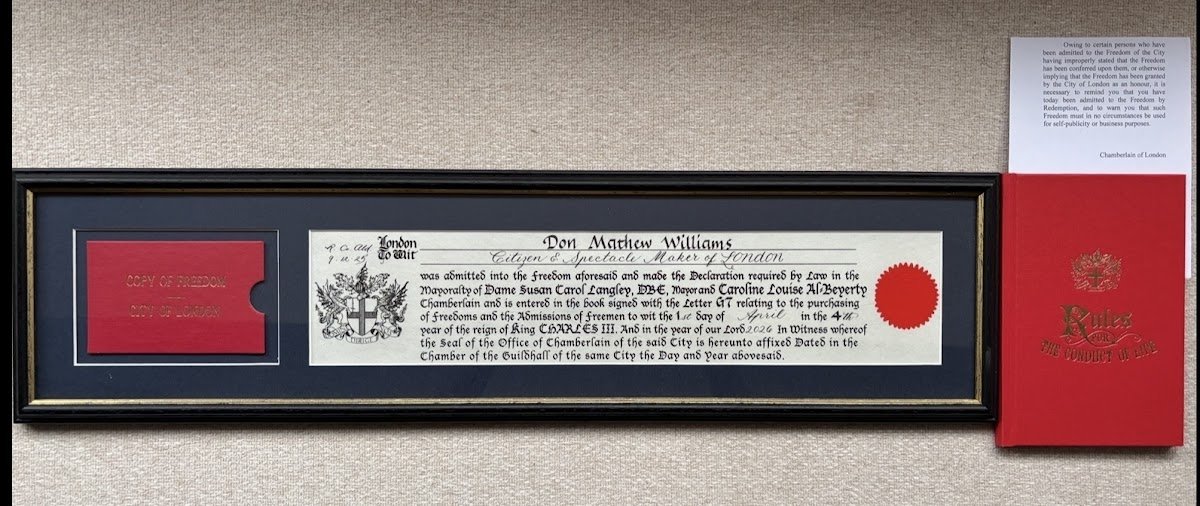 Owing to certain persons who have
been admitted to the Freedom of the City
having improperly stated that the Freedom
has been conferred upon them, or otherwise
implying that the Freedom has been granted
by the City of London as an honour, it is
necessary to remind you that you have
today been admitted to the Freedom by
Redemption, and to warn you that such
Freedom must in no circumstances be used
for self-publicity or business purposes.
Chamberlain of London
COPY OF FREEDOM
CITY OF LONDON
London
To Wit
Don Mathew Williams
Citizen & Spectacle Maker of LONDON
was admitted into the Freedom aforesaid and made the Declaration required by Law in the
Mayoralty of Dame Susan Carol Langley, DBE, Mayor and Caroline Louise Al-Beyerty
Chamberlain and is entered in the book signed with the Letter GT relating to the purchasing
of Freedoms and the Admissions of Freemen to wit the 1st day of April in the 4th
year of the reign of King CHARLES III. And in the year of our Lord 2026 In Witness whereof
the Seal of the Office of Chamberlain of the said City is hereunto affixed Dated in the
Chamber of the Guildhall of the same City the Day and Year abovesaid.
Rules
FOR
THE CONDUCT OF LIFE